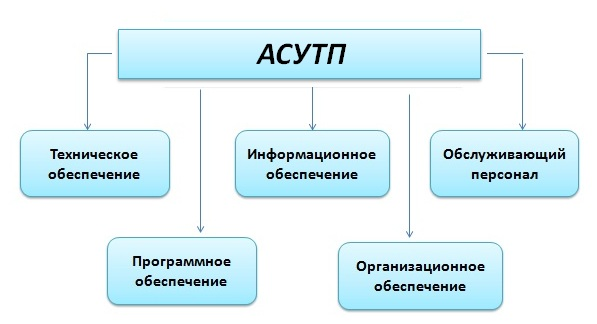 АСУТП
Техническое
обеспечение
Информационное
обеспечение
Обслуживающий
персонал
Программное
обеспечение
Организационное
обеспечение